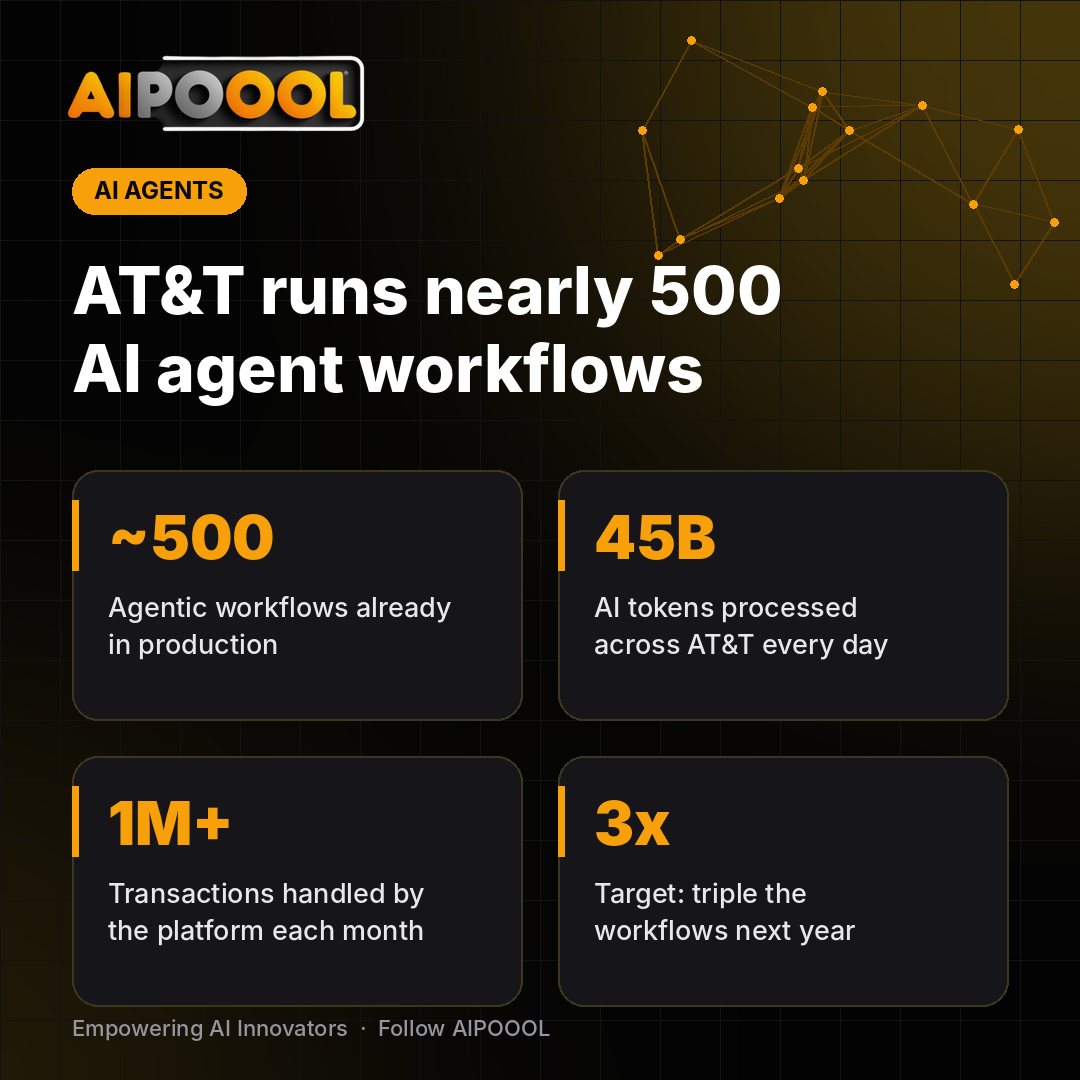 AIPOOOL
AI AGENTS
AT&T runs nearly 500
AI agent workflows
~500
Agentic workflows already
in production
45B
AI tokens processed
across AT&T every day
1M+
Transactions handled by
the platform each month
3x
Target: triple the
workflows next year
Empowering AI Innovators · Follow AIPOOOL